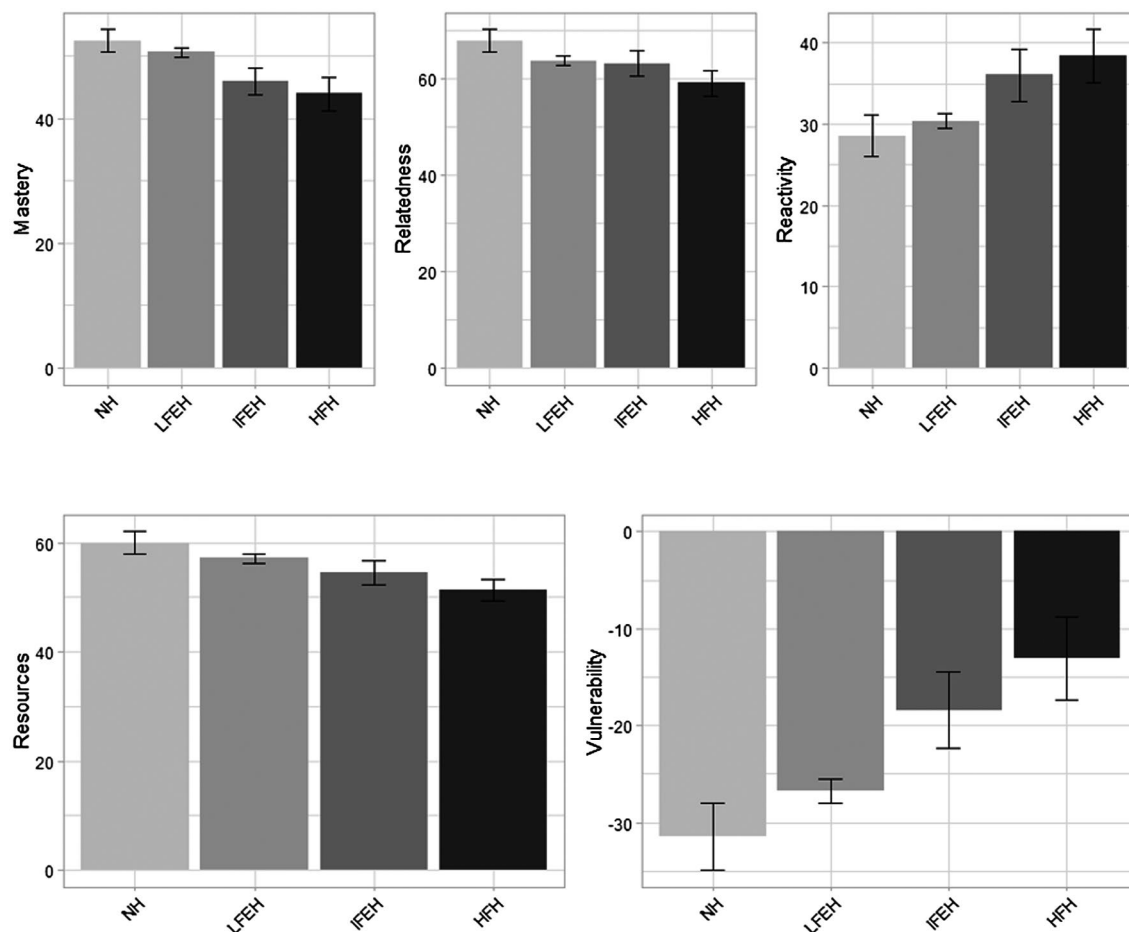 Mastery
40
20
0
NH
LFEH
IFEH
HFH
Relatedness
60
40
20
0
NH
LFEH
IFEH
HFH
Reactivity
40
30
20
10
0
NH
LFEH
IFEH
HFH
Resources
60
40
20
0
NH
LFEH
IFEH
HFH
Vulnerability
0
-10
-20
-30
NH
LFEH
IFEH
HFH